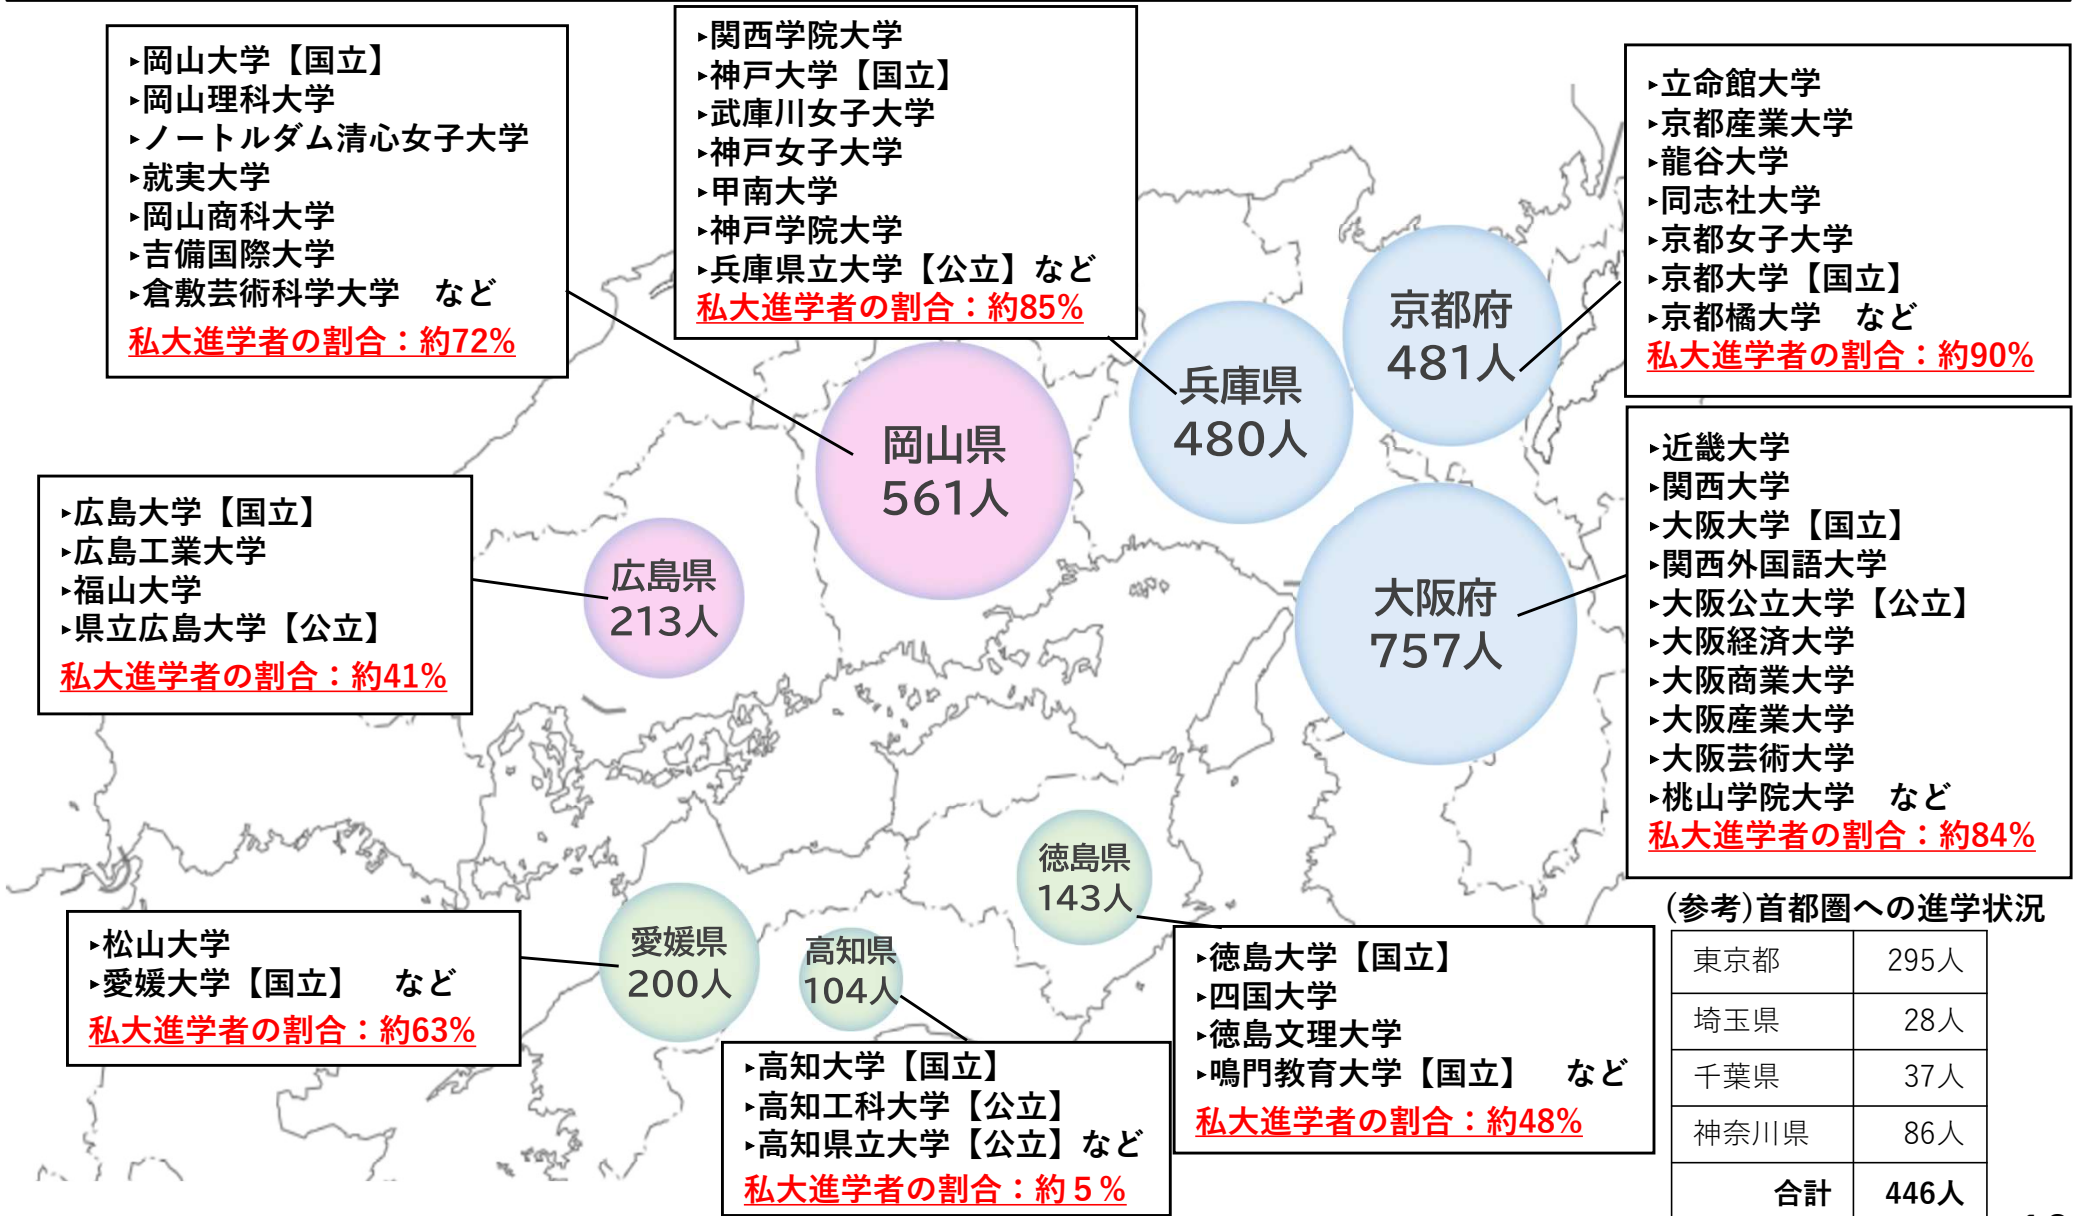 ▸岡山大学【国立】
▸岡山理科大学
▸ノートルダム清心女子大学
▸就実大学
▸岡山商科大学
▸吉備国際大学
▸倉敷芸術科学大学　など
私大進学者の割合：約72%
▸関西学院大学
▸神戸大学【国立】
▸武庫川女子大学
▸神戸女子大学
▸甲南大学
▸神戸学院大学
▸兵庫県立大学【公立】など
私大進学者の割合：約85%
▸立命館大学
▸京都産業大学
▸龍谷大学
▸同志社大学
▸京都女子大学
▸京都大学【国立】
▸京都橘大学　など
私大進学者の割合：約90%
京都府
481人
兵庫県
480人
岡山県
561人
▸広島大学【国立】
▸広島工業大学
▸福山大学
▸県立広島大学【公立】
私大進学者の割合：約41%
広島県
213人
大阪府
757人
▸近畿大学
▸関西大学
▸大阪大学【国立】
▸関西外国語大学
▸大阪公立大学【公立】
▸大阪経済大学
▸大阪商業大学
▸大阪産業大学
▸大阪芸術大学
▸桃山学院大学　など
私大進学者の割合：約84%
徳島県
143人
愛媛県
200人
高知県
104人
▸松山大学
▸愛媛大学【国立】　など
私大進学者の割合：約63%
▸高知大学【国立】
▸高知工科大学【公立】
▸高知県立大学【公立】など
私大進学者の割合：約５%
▸徳島大学【国立】
▸四国大学
▸徳島文理大学
▸鳴門教育大学【国立】　など
私大進学者の割合：約48%
(参考)首都圏への進学状況
東京都 295人
埼玉県 28人
千葉県 37人
神奈川県 86人
合計 446人